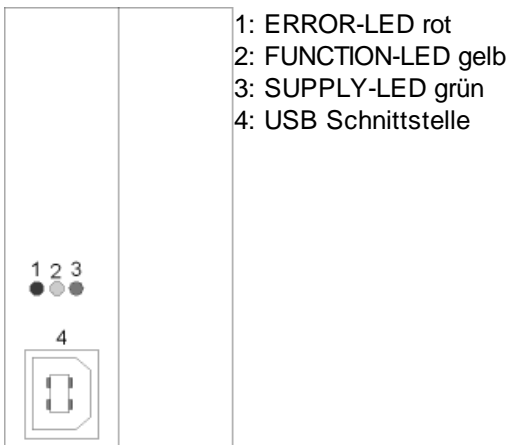 1: ERROR-LED rot
2: FUNCTION-LED gelb
3: SUPPLY-LED grün
4: USB Schnittstelle
1 2 3
4